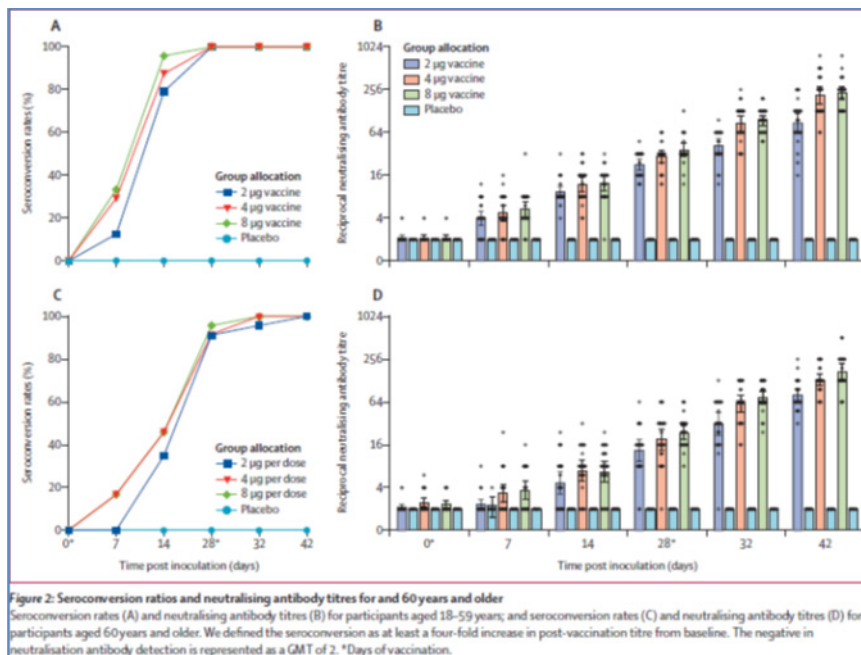 A
B
Seroconversion rates (%)
100
80
60
40
20
0
0*
7
14
28*
32
42
Group allocation
2 µg vaccine
4 µg vaccine
8 µg vaccine
Placebo
Reciprocal neutralising antibody titre
1024
256
64
16
4
0
Group allocation
2 µg vaccine
4 µg vaccine
8 µg vaccine
Placebo
C
D
Seroconversion rates (%)
100
80
60
40
20
0
0*
7
14
28*
32
42
Time post inoculation (days)
Group allocation
2 µg per dose
4 µg per dose
8 µg per dose
Placebo
Reciprocal neutralising antibody titre
1024
256
64
16
4
0
0*
7
14
28*
32
42
Time post inoculation (days)
Figure 2: Seroconversion ratios and neutralising antibody titres for and 60 years and older
Seroconversion rates (A) and neutralising antibody titres (B) for participants aged 18–59 years; and seroconversion rates (C) and neutralising antibody titres (D) for
participants aged 60 years and older. We defined the seroconversion as at least a four-fold increase in post-vaccination titre from baseline. The negative in
neutralisation antibody detection is represented as a GMT of 2. *Days of vaccination.